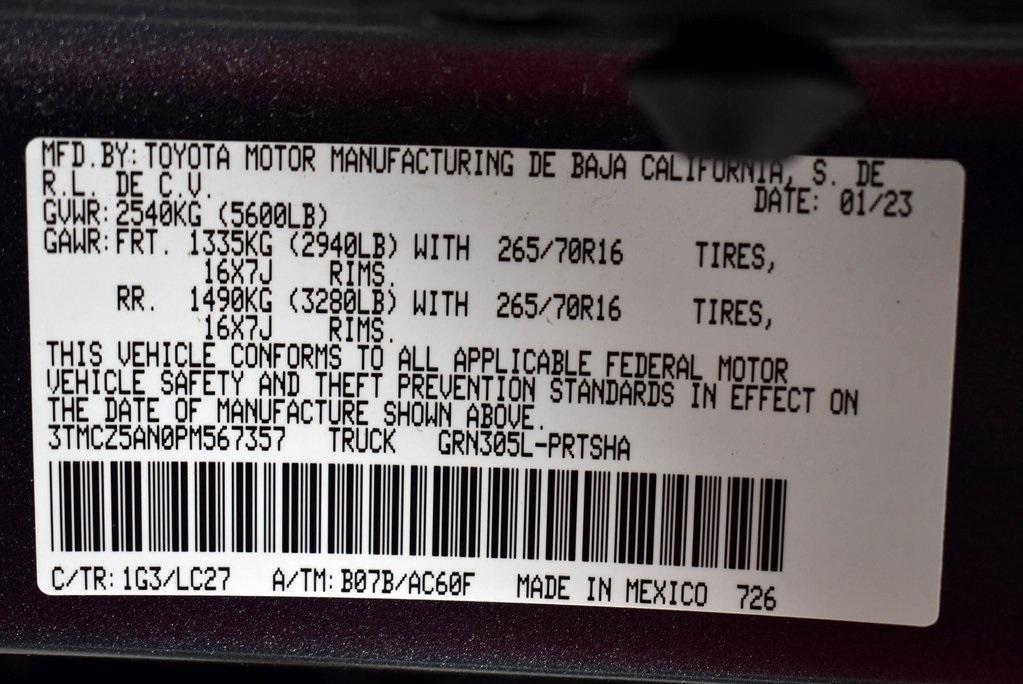 MFD.BY:TOYOTA MOTOR MANUFACTURING DE BAJA CALIFORNIA, S. DE
R.L. DE C.V. DATE: 01/23
GVWR:2540KG (5600LB)
GAWR:FRT. 1335KG (2940LB) WITH 265/70R16 TIRES,
16X7J RIMS.
RR. 1490KG (3280LB) WITH 265/70R16 TIRES,
16X7J RIMS.
THIS VEHICLE CONFORMS TO ALL APPLICABLE FEDERAL MOTOR
VEHICLE SAFETY AND THEFT PREVENTION STANDARDS IN EFFECT ON
THE DATE OF MANUFACTURE SHOWN ABOVE.
3TMCZ5AN0PM567357 TRUCK GRN305L-PRTSHA
C/TR:1G3/LC27 A/TM:B07B/AC60F MADE IN MEXICO 726